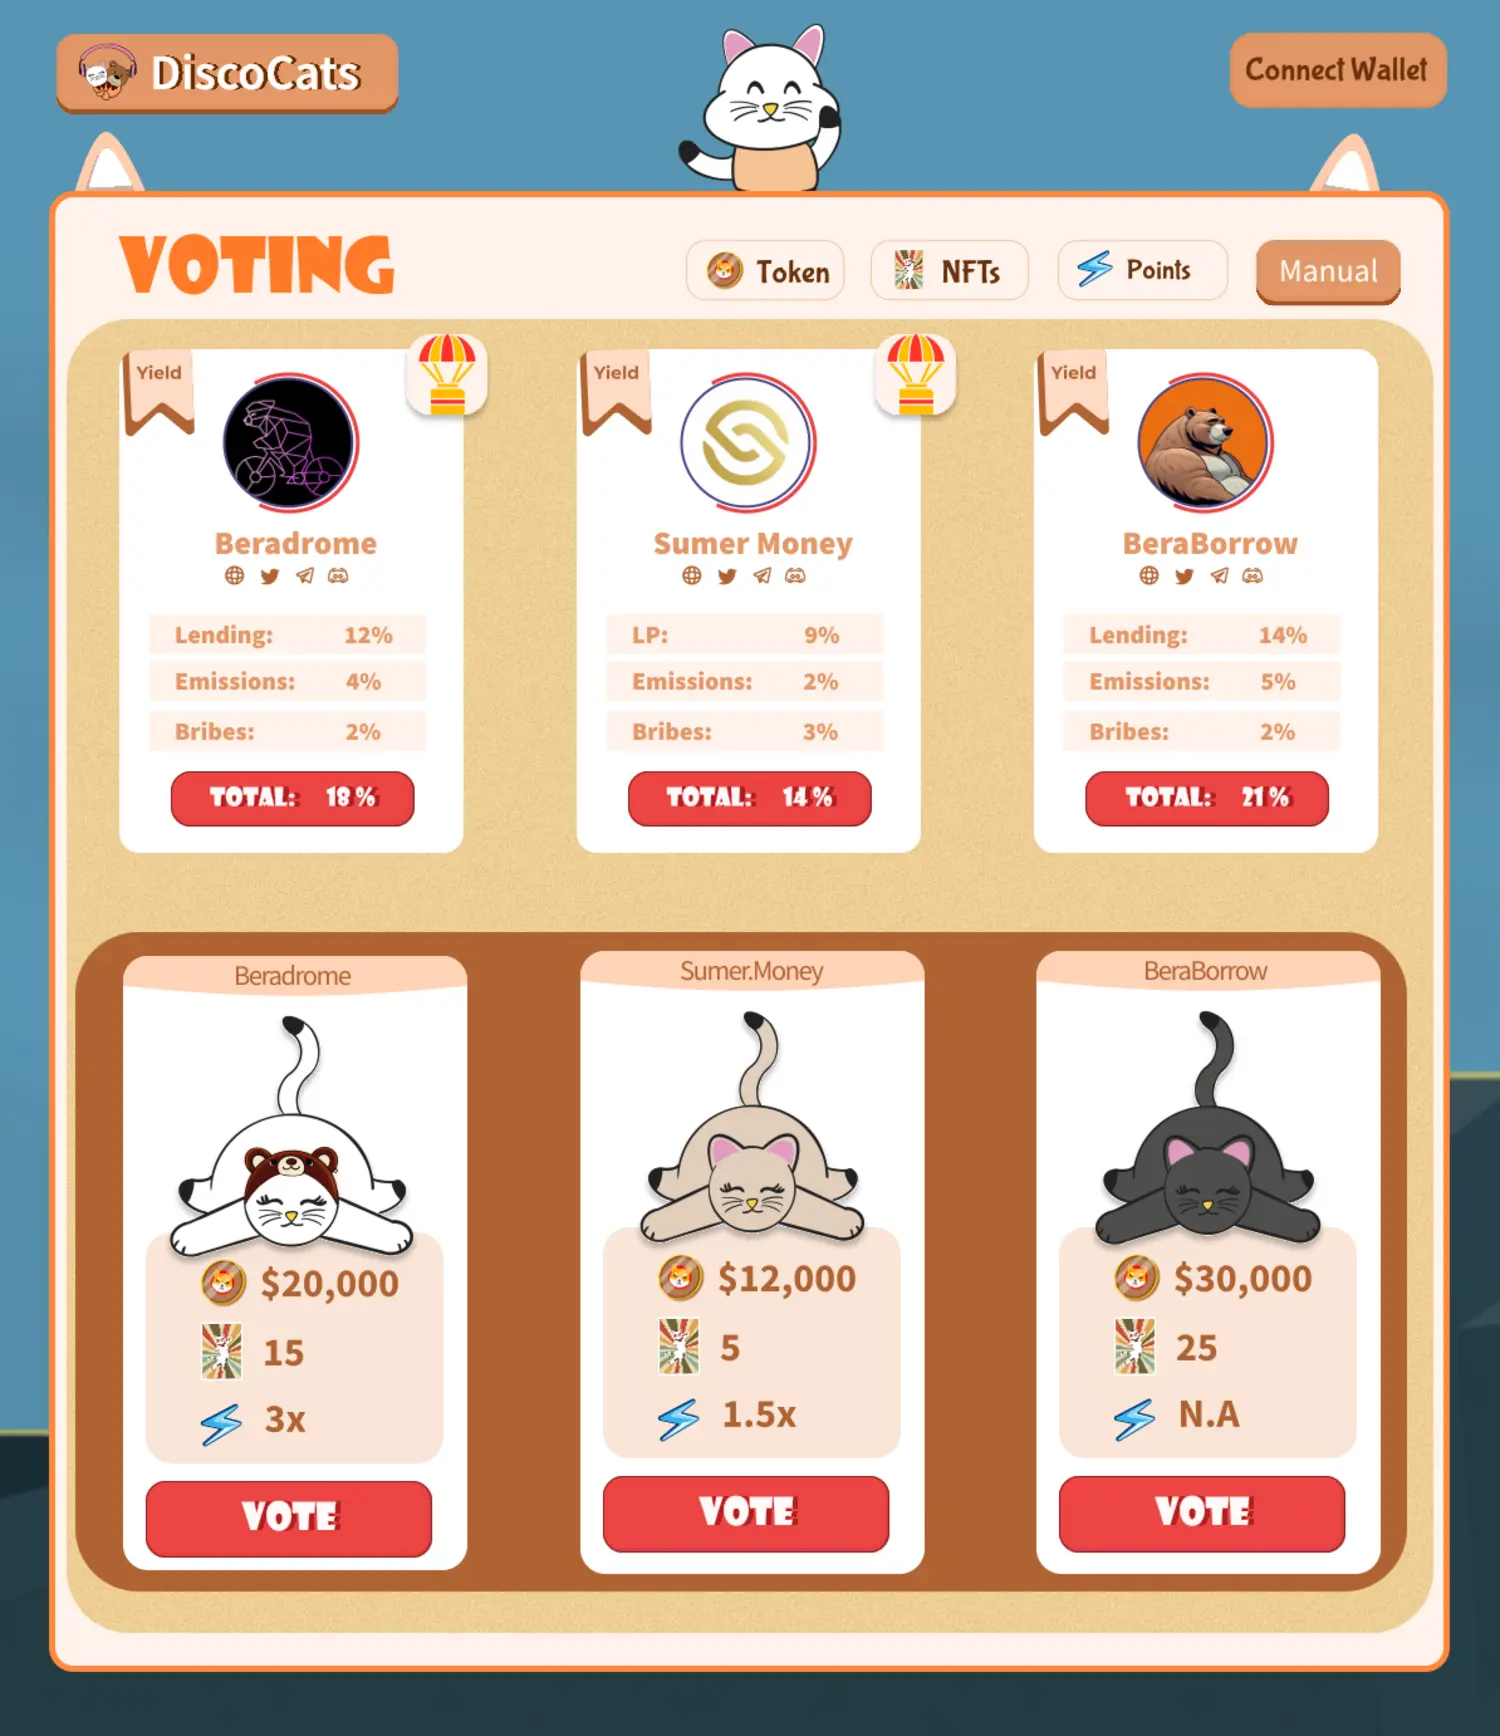 DiscoCats
Connect Wallet
VOTING
Token
NFTs
Points
Manual
Yield
Beradrome
Lending: 12%
Emissions: 4%
Bribes: 2%
TOTAL: 18%
Yield
Sumer Money
LP: 9%
Emissions: 2%
Bribes: 3%
TOTAL: 14%
Yield
BeraBorrow
Lending: 14%
Emissions: 5%
Bribes: 2%
TOTAL: 21%
Beradrome
$20,000
15
3x
VOTE
Sumer.Money
$12,000
5
1.5x
VOTE
BeraBorrow
$30,000
25
N.A
VOTE